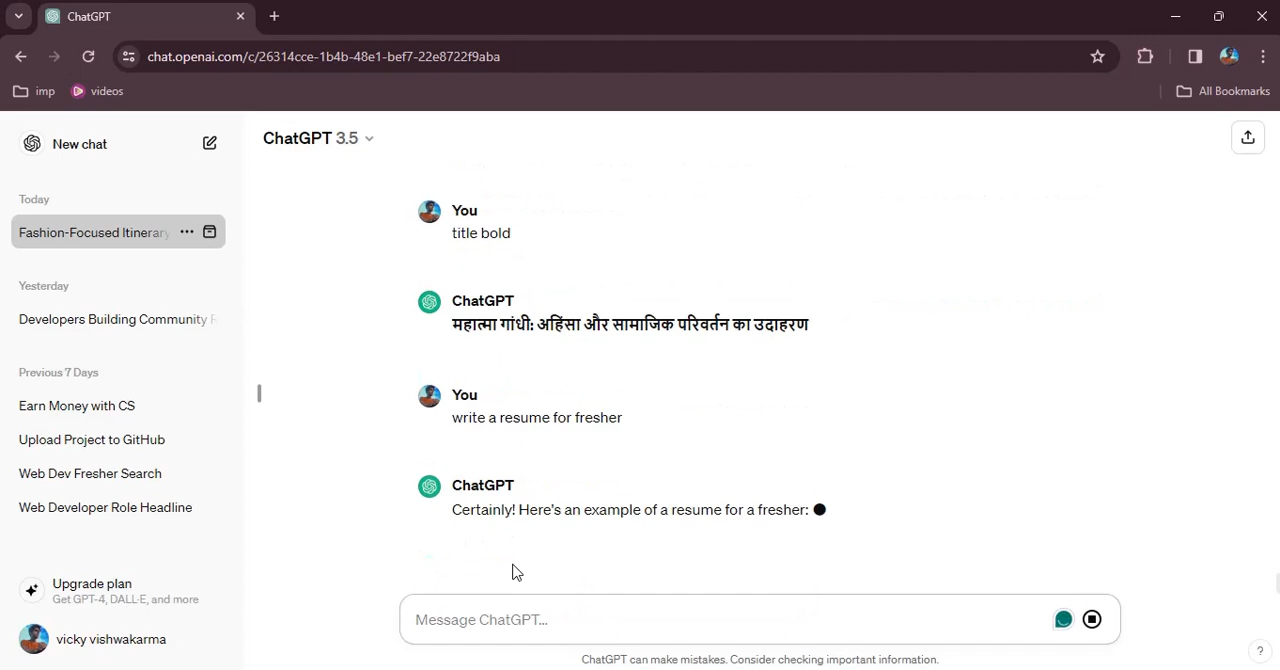 ChatGPT
chat.openai.com/c/26314cce-1b4b-48e1-bef7-22e8722f9aba
imp
videos
All Bookmarks
New chat
ChatGPT 3.5
Today
Fashion-Focused Itinerary
Yesterday
Developers Building Community
Previous 7 Days
Earn Money with CS
Upload Project to GitHub
Web Dev Fresher Search
Web Developer Role Headline
Upgrade plan
Get GPT-4, DALL·E, and more
vicky vishwakarma
You
title bold
ChatGPT
महात्मा गांधी: अहिंसा और सामाजिक परिवर्तन का उदाहरण
You
write a resume for fresher
ChatGPT
Certainly! Here's an example of a resume for a fresher:
Message ChatGPT...
ChatGPT can make mistakes. Consider checking important information.
?